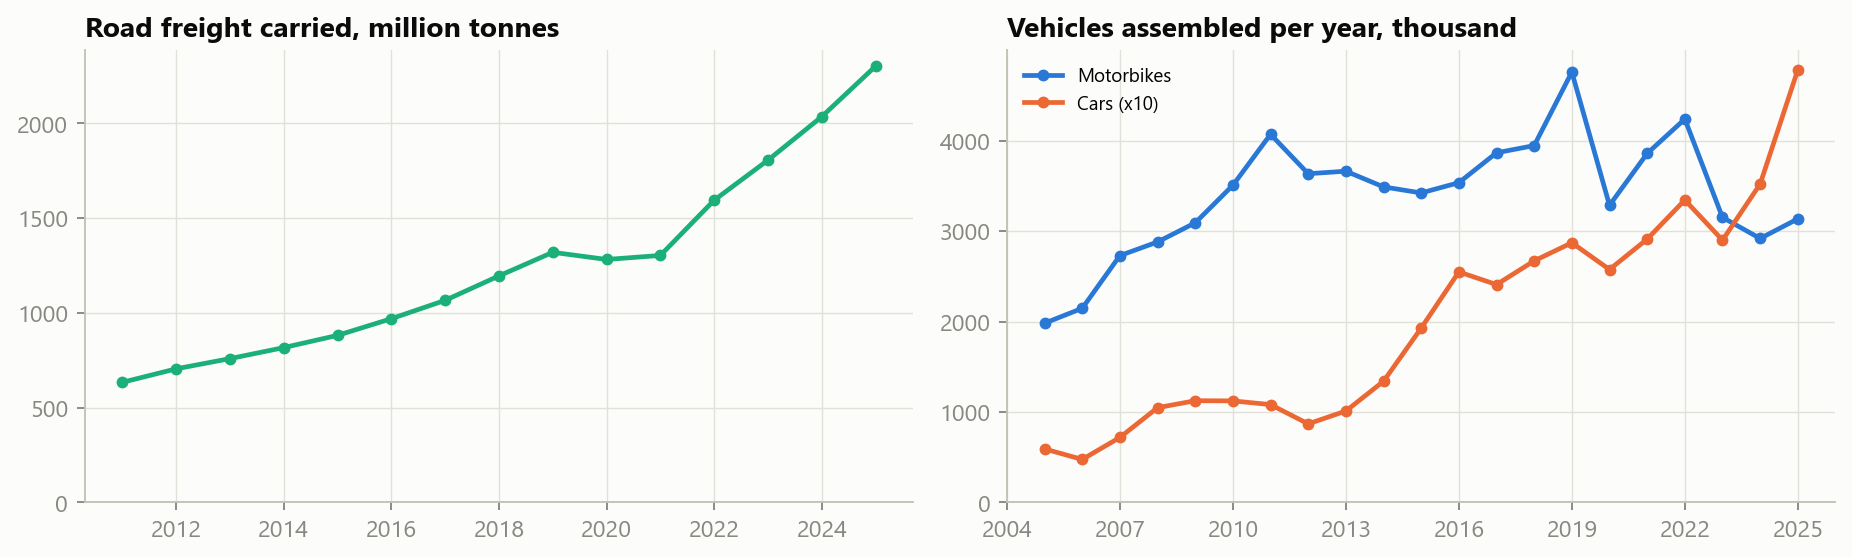 Road freight carried, million tonnes
2000
1500
1000
500
0
2012 2014 2016 2018 2020 2022 2024
Vehicles assembled per year, thousand
Motorbikes
Cars (x10)
4000
3000
2000
1000
0
2004 2007 2010 2013 2016 2019 2022 2025